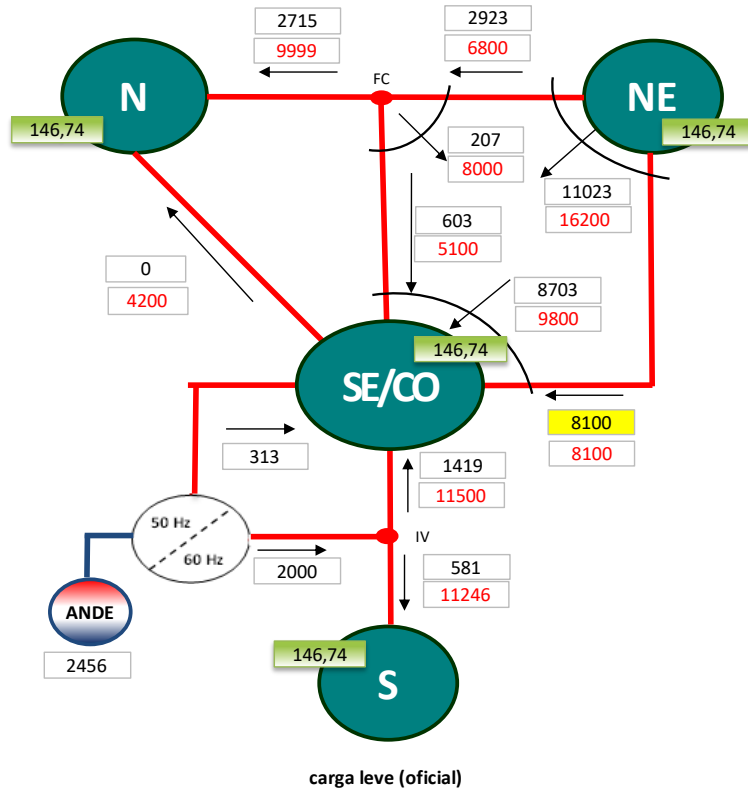 2715
9999
2923
6800
FC
N
NE
146,74
146,74
207
8000
11023
16200
603
5100
0
4200
8703
9800
146,74
SE/CO
8100
8100
313
1419
11500
50 Hz
60 Hz
IV
2000
581
11246
ANDE
2456
146,74
S
carga leve (oficial)